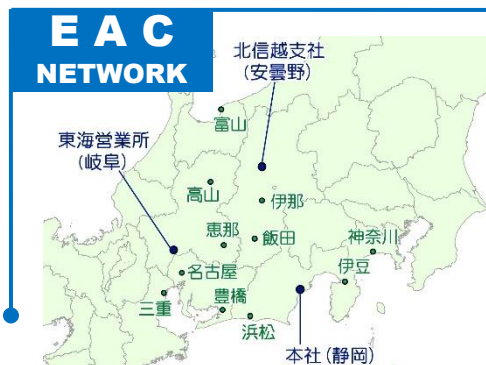 E A C
NETWORK
北信越支社
(安曇野)
富山
東海営業所
(岐阜)
高山
伊那
恵那
飯田
神奈川
名古屋
伊豆
三重
豊橋
浜松
本社(静岡)